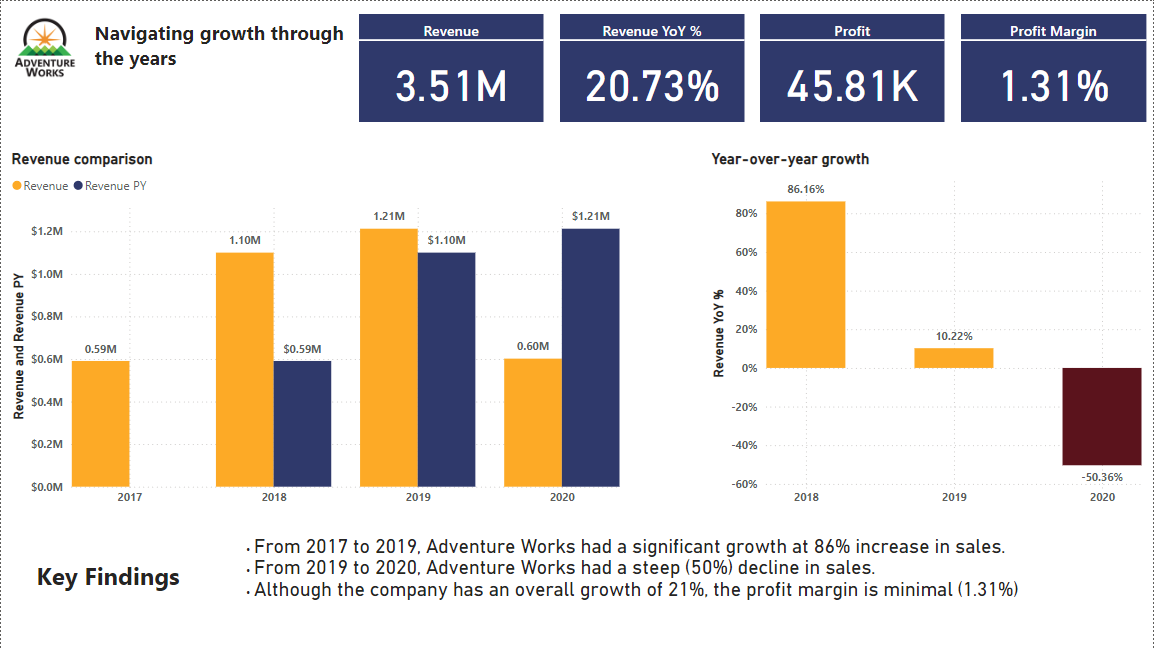 ADVENTURE
WORKS
Navigating growth through
the years
Revenue
3.51M
Revenue YoY %
20.73%
Profit
45.81K
Profit Margin
1.31%
Revenue comparison
Revenue Revenue PY
Revenue and Revenue PY
$1.2M
$1.0M
$0.8M
$0.6M
$0.4M
$0.2M
$0.0M
0.59M
1.10M
$0.59M
1.21M
$1.10M
0.60M
$1.21M
2017
2018
2019
2020
Year-over-year growth
Revenue YoY %
80%
60%
40%
20%
0%
-20%
-40%
-60%
86.16%
10.22%
-50.36%
2018
2019
2020
Key Findings
• From 2017 to 2019, Adventure Works had a significant growth at 86% increase in sales.
• From 2019 to 2020, Adventure Works had a steep (50%) decline in sales.
• Although the company has an overall growth of 21%, the profit margin is minimal (1.31%)